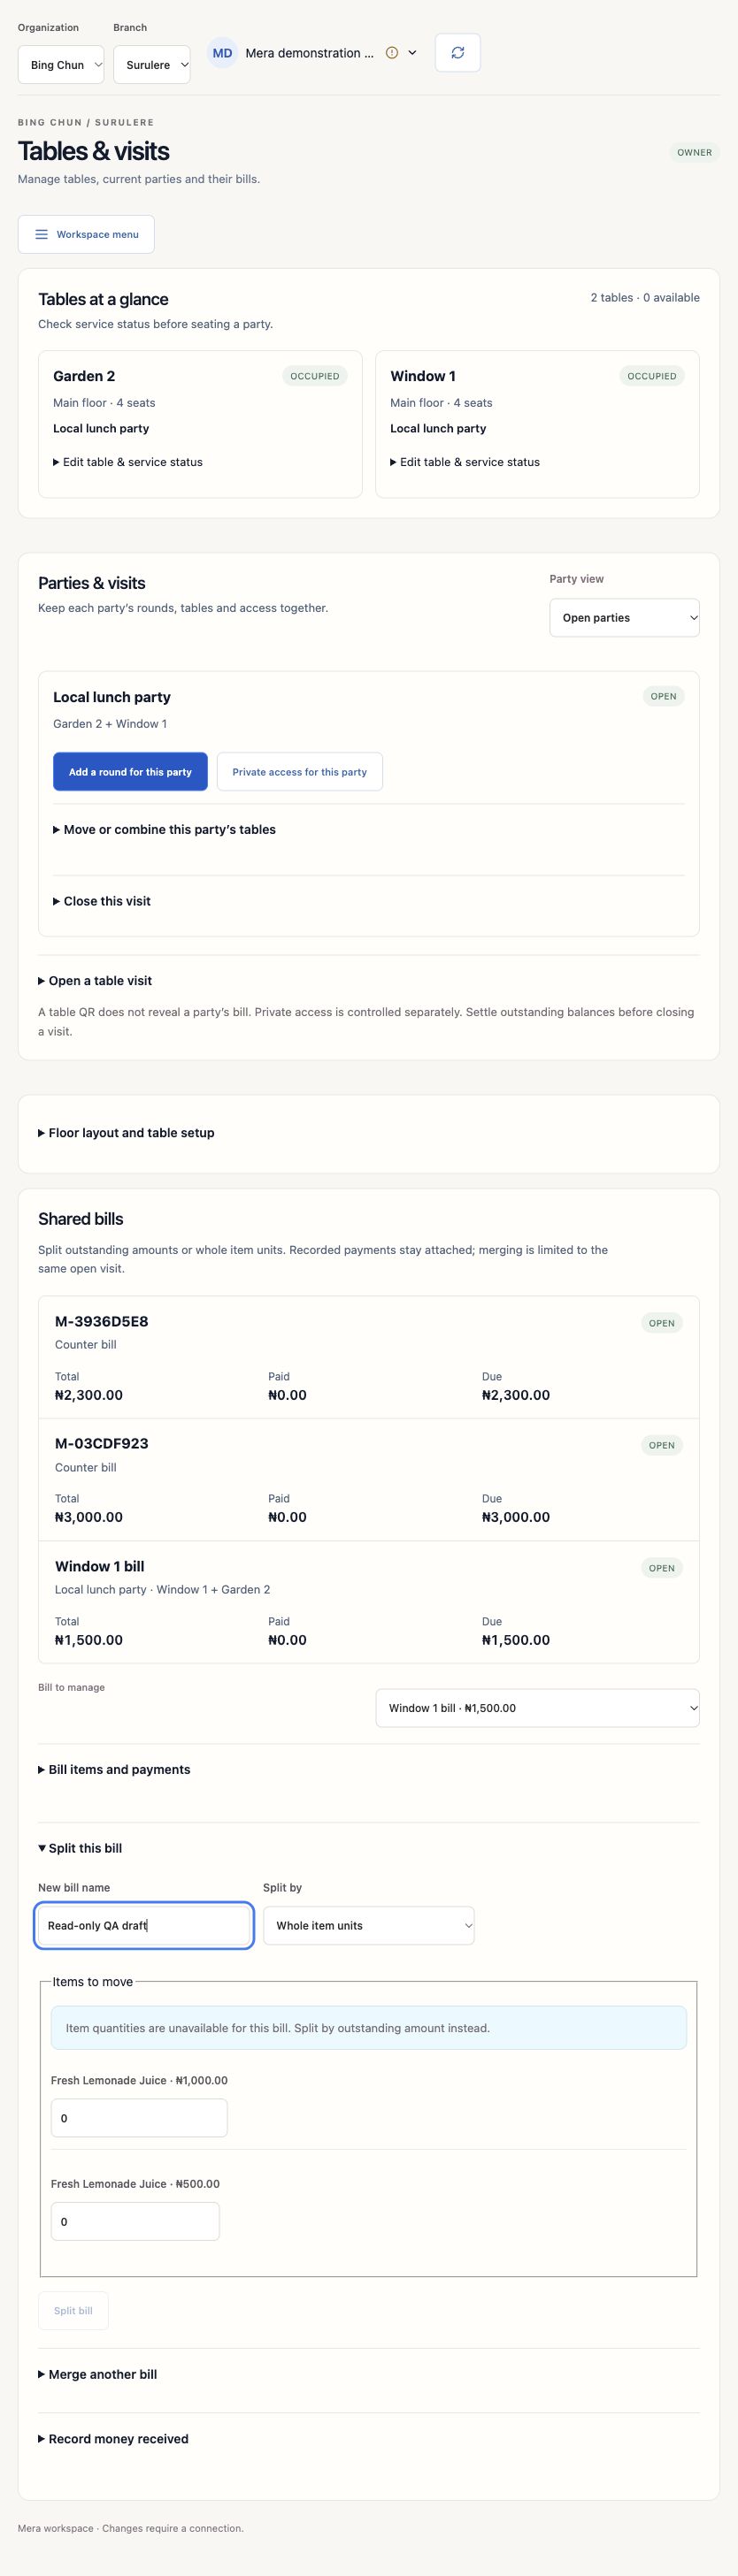 Organization
Branch
Bing Chun
Surulere
MD
Mera demonstration ...
BING CHUN / SURULERE
Tables & visits
OWNER
Manage tables, current parties and their bills.
Workspace menu
Tables at a glance
2 tables · 0 available
Check service status before seating a party.
Garden 2
OCCUPIED
Main floor · 4 seats
Local lunch party
Edit table & service status
Window 1
OCCUPIED
Main floor · 4 seats
Local lunch party
Edit table & service status
Parties & visits
Keep each party’s rounds, tables and access together.
Party view
Open parties
Local lunch party
OPEN
Garden 2 + Window 1
Add a round for this party
Private access for this party
Move or combine this party’s tables
Close this visit
Open a table visit
A table QR does not reveal a party’s bill. Private access is controlled separately. Settle outstanding balances before closing
a visit.
Floor layout and table setup
Shared bills
Split outstanding amounts or whole item units. Recorded payments stay attached; merging is limited to the
same open visit.
M-3936D5E8
OPEN
Counter bill
Total
Paid
Due
₦2,300.00
₦0.00
₦2,300.00
M-03CDF923
OPEN
Counter bill
Total
Paid
Due
₦3,000.00
₦0.00
₦3,000.00
Window 1 bill
OPEN
Local lunch party · Window 1 + Garden 2
Total
Paid
Due
₦1,500.00
₦0.00
₦1,500.00
Bill to manage
Window 1 bill · ₦1,500.00
Bill items and payments
Split this bill
New bill name
Split by
Read-only QA draft
Whole item units
Items to move
Item quantities are unavailable for this bill. Split by outstanding amount instead.
Fresh Lemonade Juice · ₦1,000.00
0
Fresh Lemonade Juice · ₦500.00
0
Split bill
Merge another bill
Record money received
Mera workspace · Changes require a connection.